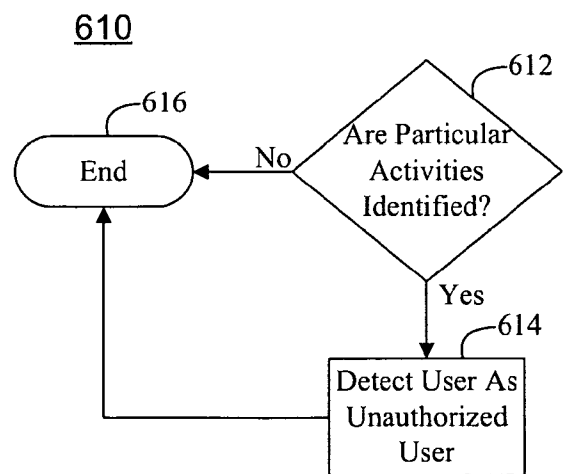 610
616
612
End
No
Are Particular
Activities
Identified?
Yes
614
Detect User As
Unauthorized
User